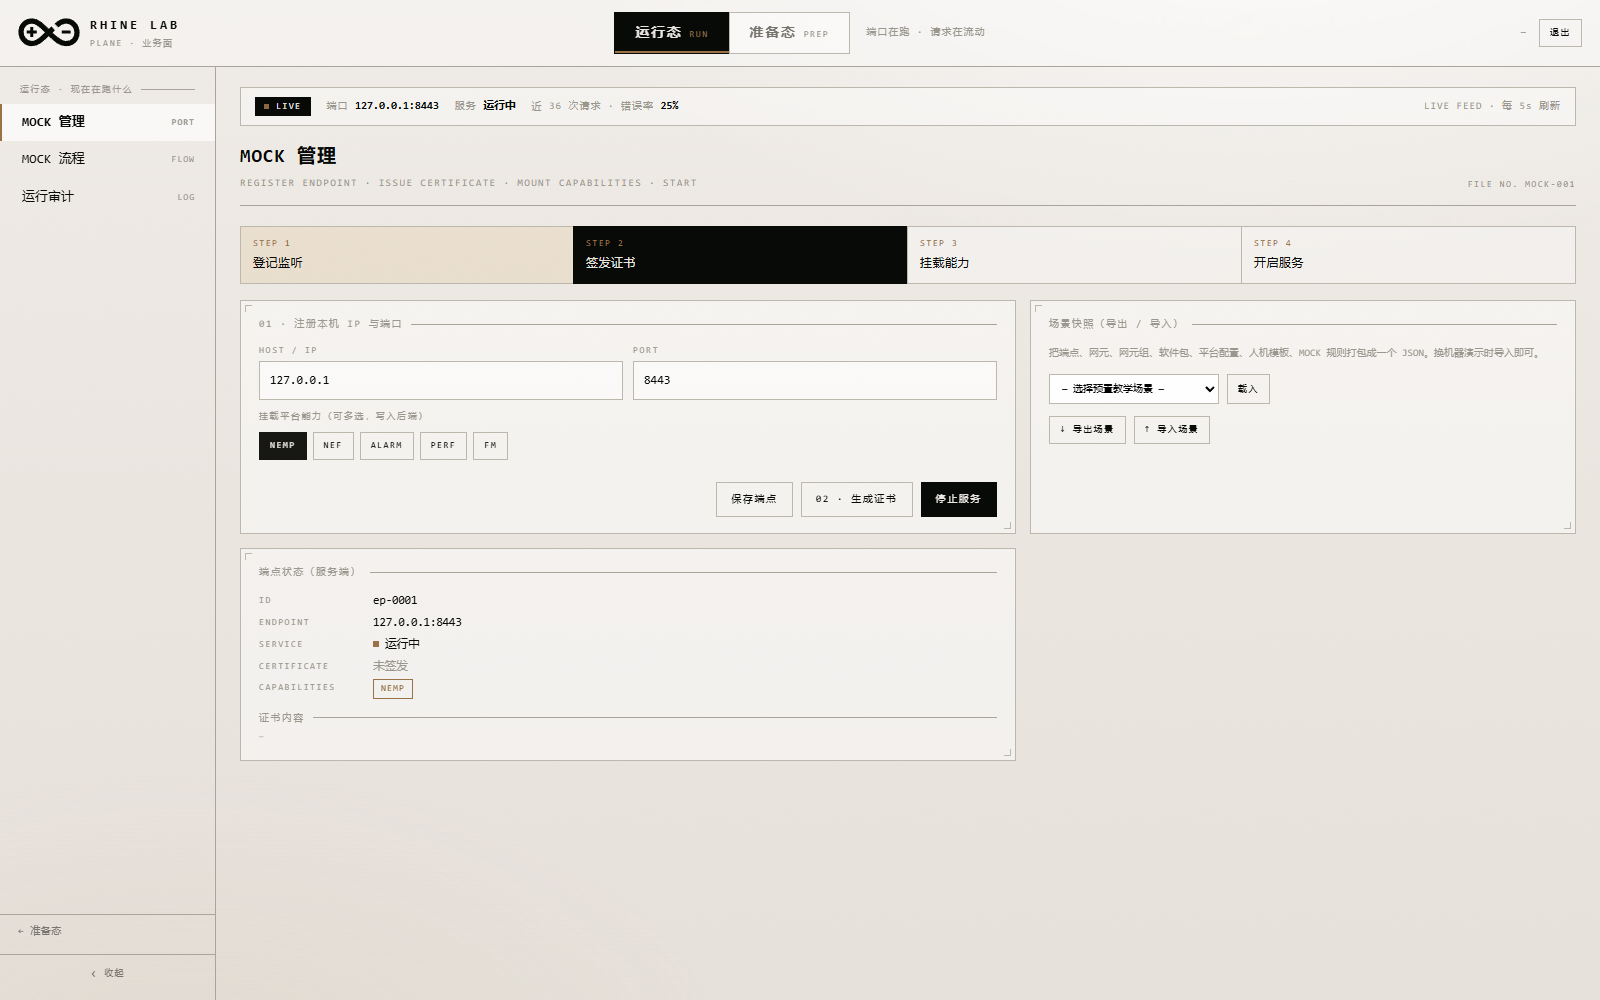 RHINE LAB
PLANE · 业务面
运行态 RUN
准备态 PREP
端口在跑 · 请求在流动
—
退出
运行态 · 现在在跑什么
MOCK 管理 PORT
MOCK 流程 FLOW
运行审计 LOG
LIVE 端口 127.0.0.1:8443 服务 运行中 近 36 次请求 · 错误率 25%
LIVE FEED · 每 5s 刷新
MOCK 管理
REGISTER ENDPOINT · ISSUE CERTIFICATE · MOUNT CAPABILITIES · START
FILE NO. MOCK-001
STEP 1
登记监听
STEP 2
签发证书
STEP 3
挂载能力
STEP 4
开启服务
01 · 注册本机 IP 与端口
HOST / IP
127.0.0.1
PORT
8443
挂载平台能力（可多选，写入后端）
NEMP NEF ALARM PERF FM
保存端点 02 · 生成证书 停止服务
场景快照（导出 / 导入）
把端点、网元、网元组、软件包、平台配置、人机模板、MOCK 规则打包成一个 JSON。换机器演示时导入即可。
— 选择预置教学场景 — 载入
↓ 导出场景 ↑ 导入场景
端点状态（服务端）
ID ep-0001
ENDPOINT 127.0.0.1:8443
SERVICE 运行中
CERTIFICATE 未签发
CAPABILITIES NEMP
证书内容
—
← 准备态
‹ 收起